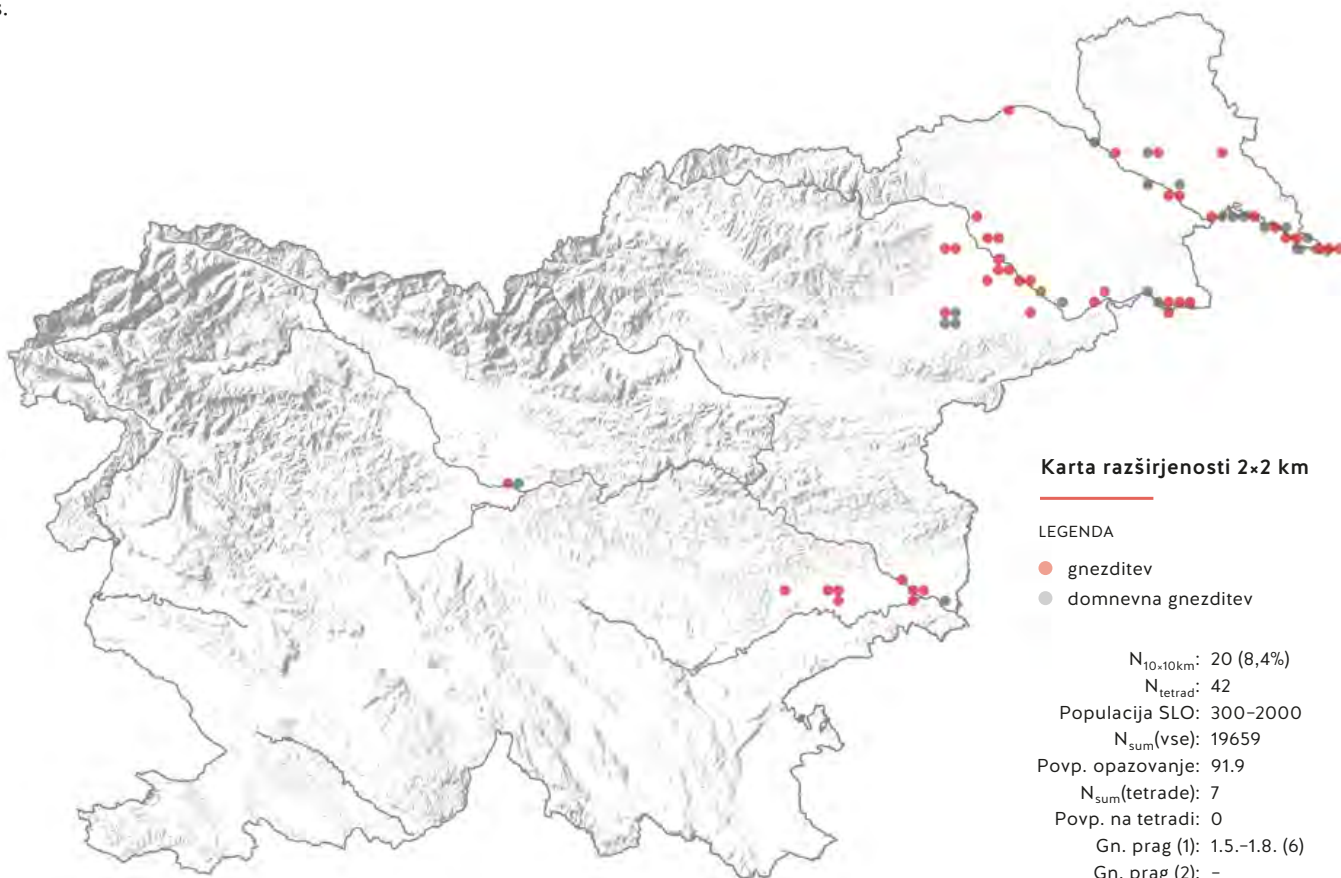 s.
Karta razširjenosti 2×2 km
LEGENDA
gnezditev
domnevna gnezditev
N10×10km: 20 (8,4%)
Ntetrad: 42
Populacija SLO: 300–2000
Nsum(vse): 19659
Povp. opazovanje: 91.9
Nsum(tetrade): 7
Povp. na tetradi: 0
Gn. prag (1): 1.5.–1.8. (6)
Gn. prag (2): –